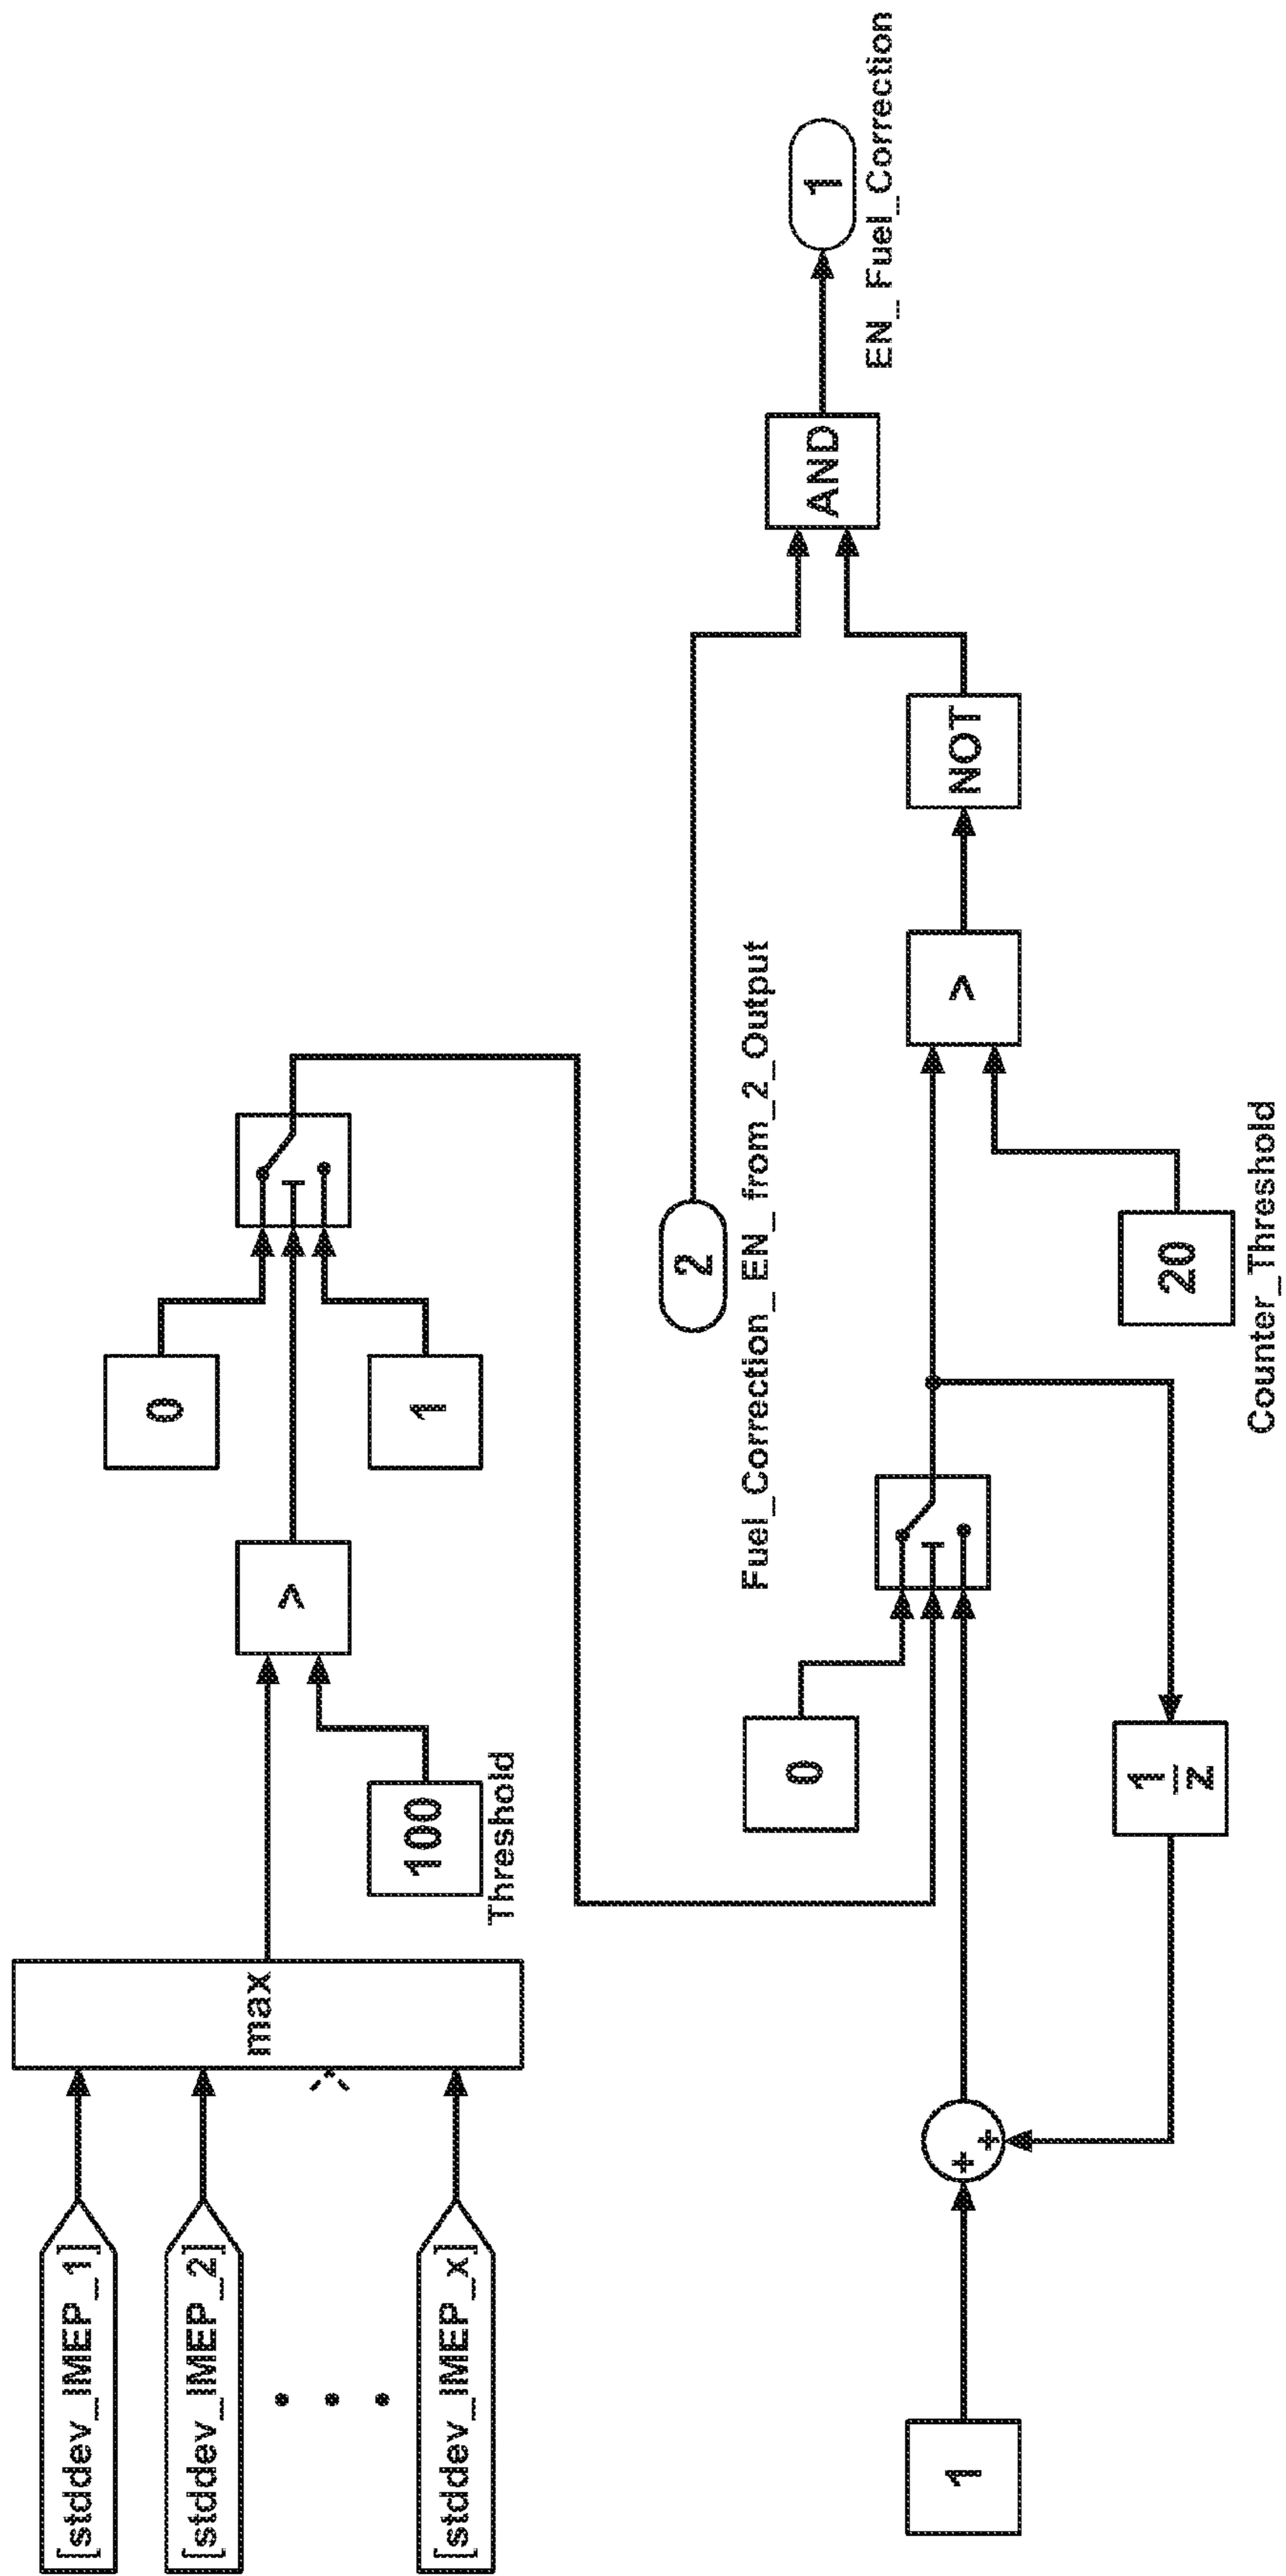 [stddev_IMEP_1]
[stddev_IMEP_2]
[stddev_IMEP_x]
max
100
Threshold
>
0
1
2
Fuel_Correction_EN_from_2_Output
1
+
+
0
1
z
20
Counter_Threshold
>
NOT
AND
1
EN_Fuel_Correction